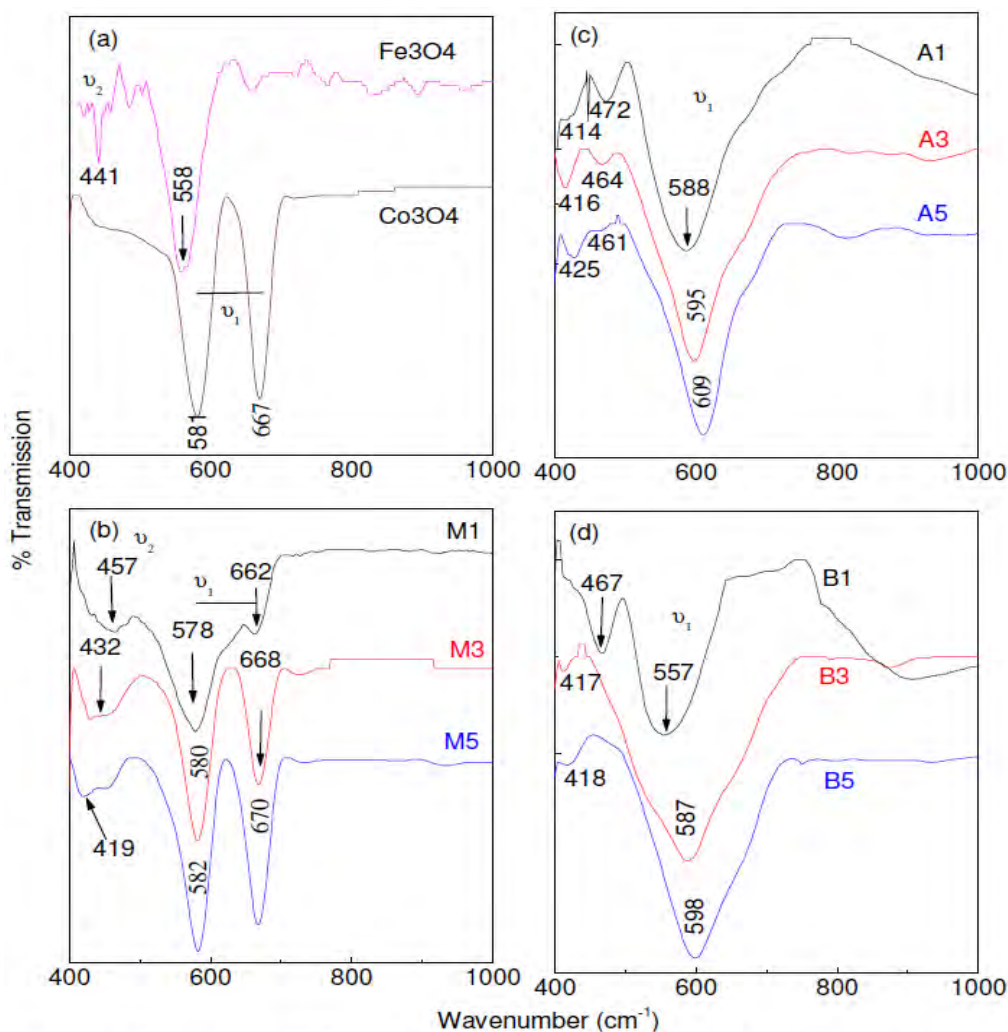 % Transmission
(a)
Fe3O4
υ2
441
558
Co3O4
υ1
581
667
400 600 800 1000
(b)
M1
457
υ2
υ1
662
578
432
668
M3
580
M5
670
419
582
400 600 800 1000
(c)
A1
472
υ1
414
A3
588
464
416
A5
461
425
595
609
400 600 800 1000
(d)
B1
467
υ1
557
417
B3
418
B5
587
598
400 600 800 1000
Wavenumber (cm⁻¹)